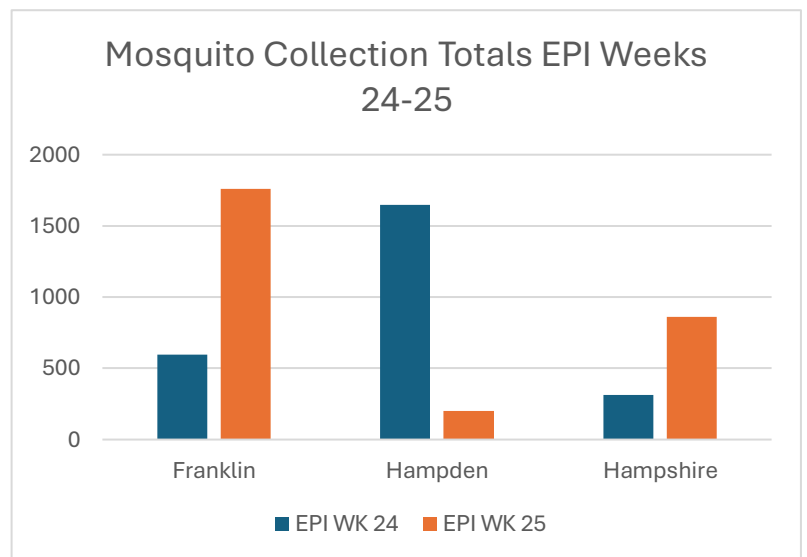 Mosquito Collection Totals EPI Weeks
24-25
2000
1500
1000
500
0
Franklin Hampden Hampshire
EPI WK 24 EPI WK 25